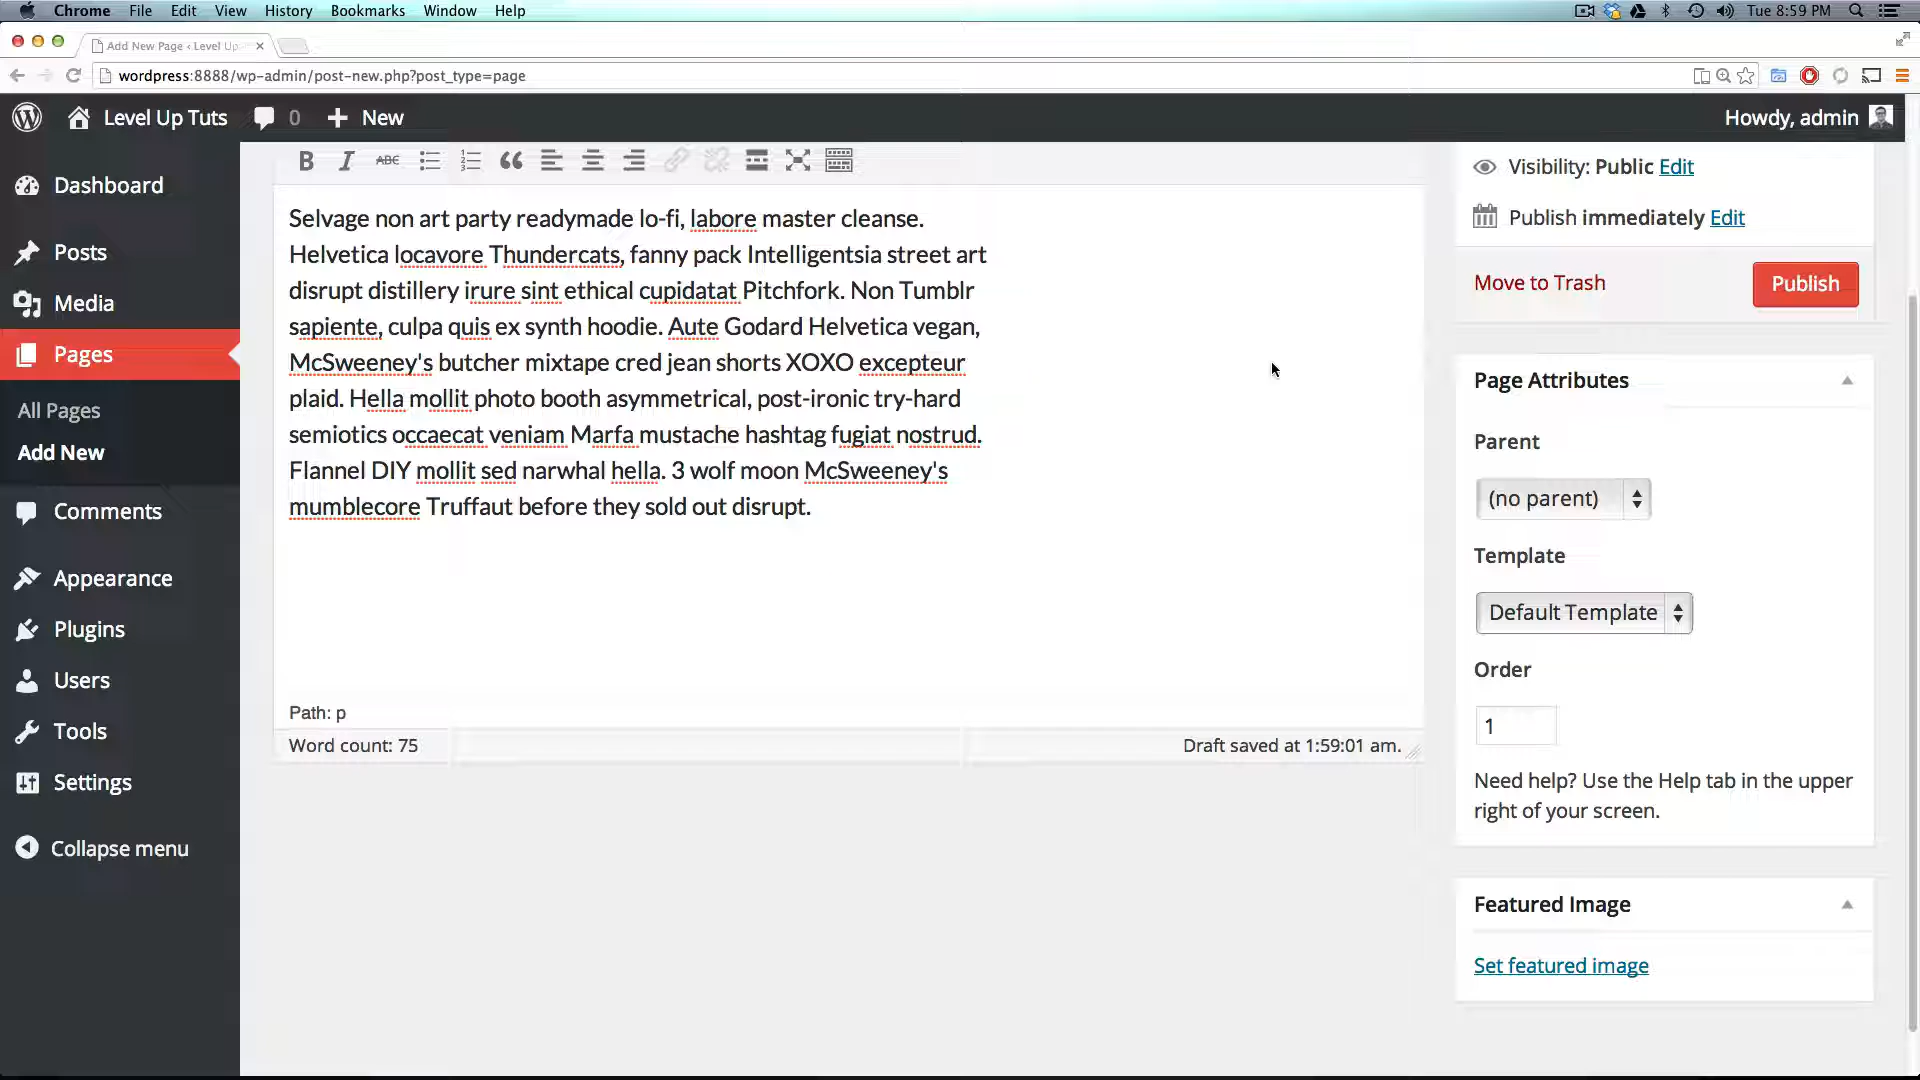 Chrome File Edit View History Bookmarks Window Help Tue 8:59 PM
Add New Page ‹ Level Up
wordpress:8888/wp-admin/post-new.php?post_type=page
Level Up Tuts 0 New Howdy, admin
Dashboard
Posts
Media
Pages
All Pages
Add New
Comments
Appearance
Plugins
Users
Tools
Settings
Collapse menu
B I ABC
Selvage non art party readymade lo-fi, labore master cleanse.
Helvetica locavore Thundercats, fanny pack Intelligentsia street art
disrupt distillery irure sint ethical cupidatat Pitchfork. Non Tumblr
sapiente, culpa quis ex synth hoodie. Aute Godard Helvetica vegan,
McSweeney's butcher mixtape cred jean shorts XOXO excepteur
plaid. Hella mollit photo booth asymmetrical, post-ironic try-hard
semiotics occaecat veniam Marfa mustache hashtag fugiat nostrud.
Flannel DIY mollit sed narwhal hella. 3 wolf moon McSweeney's
mumblecore Truffaut before they sold out disrupt.
Path: p
Word count: 75 Draft saved at 1:59:01 am.
Visibility: Public Edit
Publish immediately Edit
Move to Trash Publish
Page Attributes
Parent
(no parent)
Template
Default Template
Order
1
Need help? Use the Help tab in the upper
right of your screen.
Featured Image
Set featured image